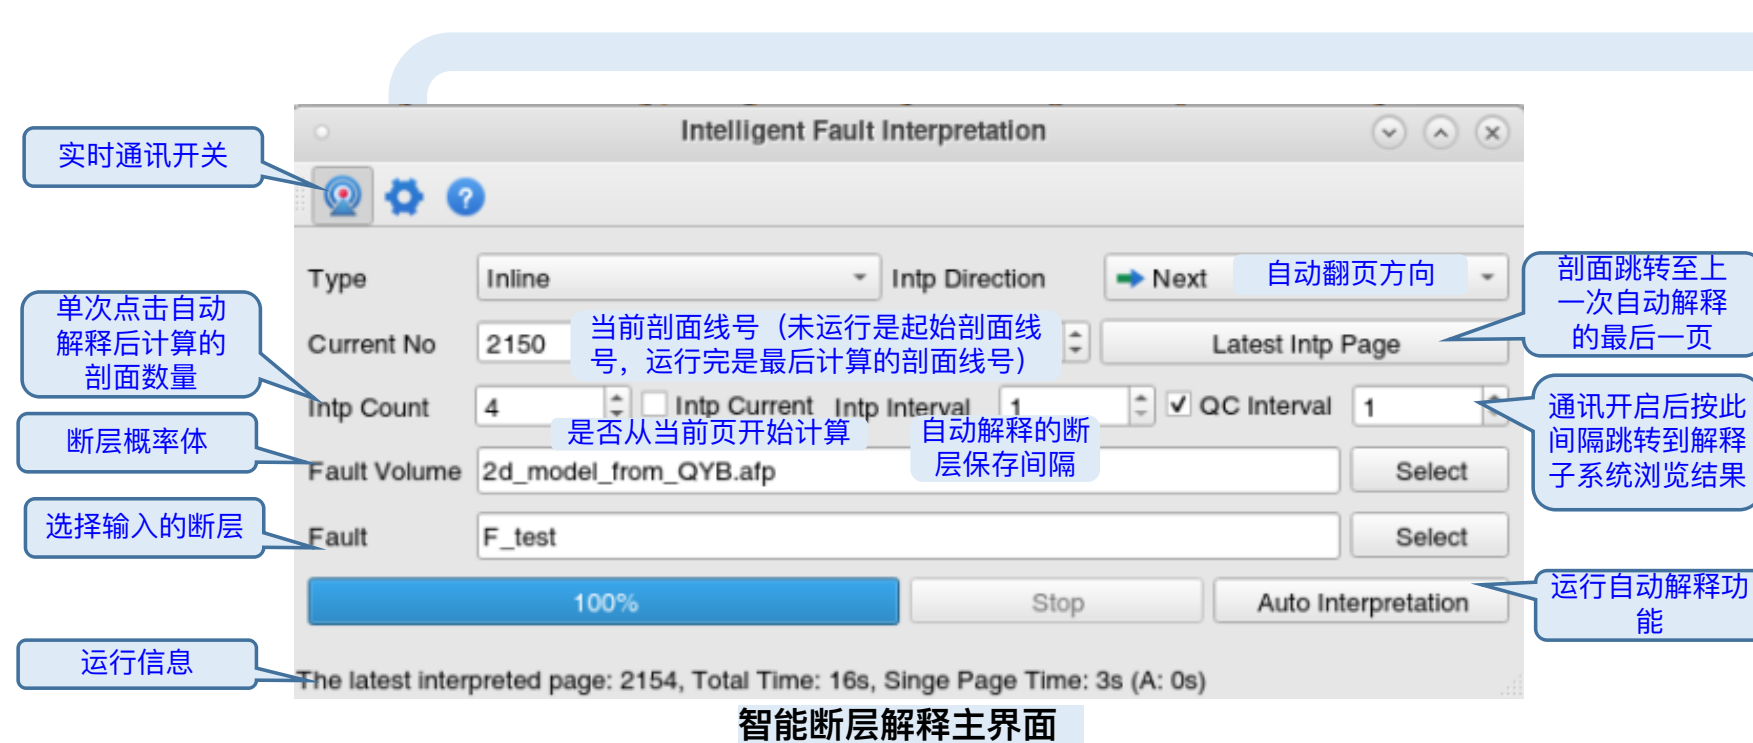 Intelligent Fault Interpretation
实时通讯开关
?
Type
Inline
Intp Direction
Next
自动翻页方向
剖面跳转至上
一次自动解释
的最后一页
单次点击自动
解释后计算的
剖面数量
Current No
2150
当前剖面线号（未运行是起始剖面线
号，运行完是最后计算的剖面线号）
Latest Intp Page
Intp Count
4
Intp Current
Intp Interval
1
QC Interval
1
通讯开启后按此
间隔跳转到解释
子系统浏览结果
是否从当前页开始计算
自动解释的断
层保存间隔
断层概率体
Fault Volume
2d_model_from_QYB.afp
Select
选择输入的断层
Fault
F_test
Select
100%
Stop
Auto Interpretation
运行自动解释功
能
运行信息
The latest interpreted page: 2154, Total Time: 16s, Singe Page Time: 3s (A: 0s)
智能断层解释主界面